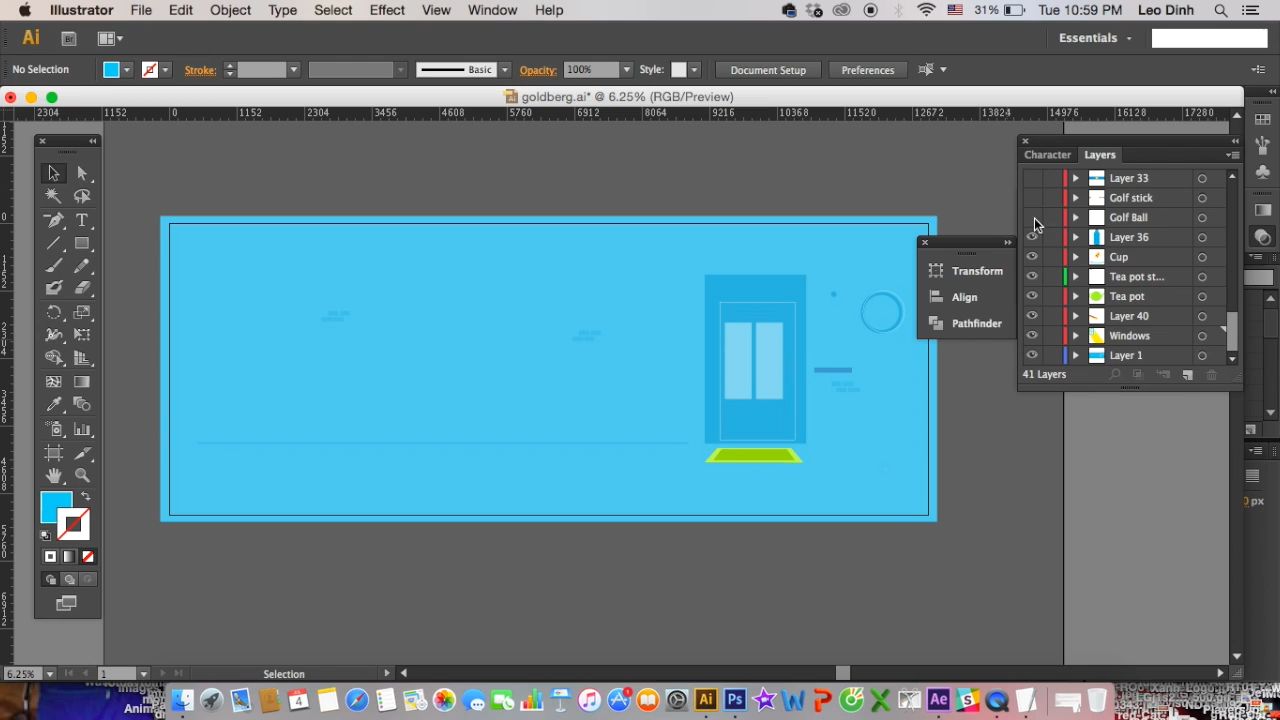 Illustrator File Edit Object Type Select Effect View Window Help 31% Tue 10:59 PM Leo Dinh
Ai Br Essentials
No Selection Stroke: Basic Opacity: 100% Style: Document Setup Preferences
goldberg.ai* @ 6.25% (RGB/Preview)
2304 1152 0 1152 2304 3456 4608 5760 6912 8064 9216 10368 11520 12672 13824 14976 16128 17280
Character Layers
Layer 33
Golf stick
Golf Ball
Layer 36
Cup
Tea pot st...
Tea pot
Layer 40
Windows
Layer 1
41 Layers
Transform
Align
Pathfinder
6.25% 1 Selection